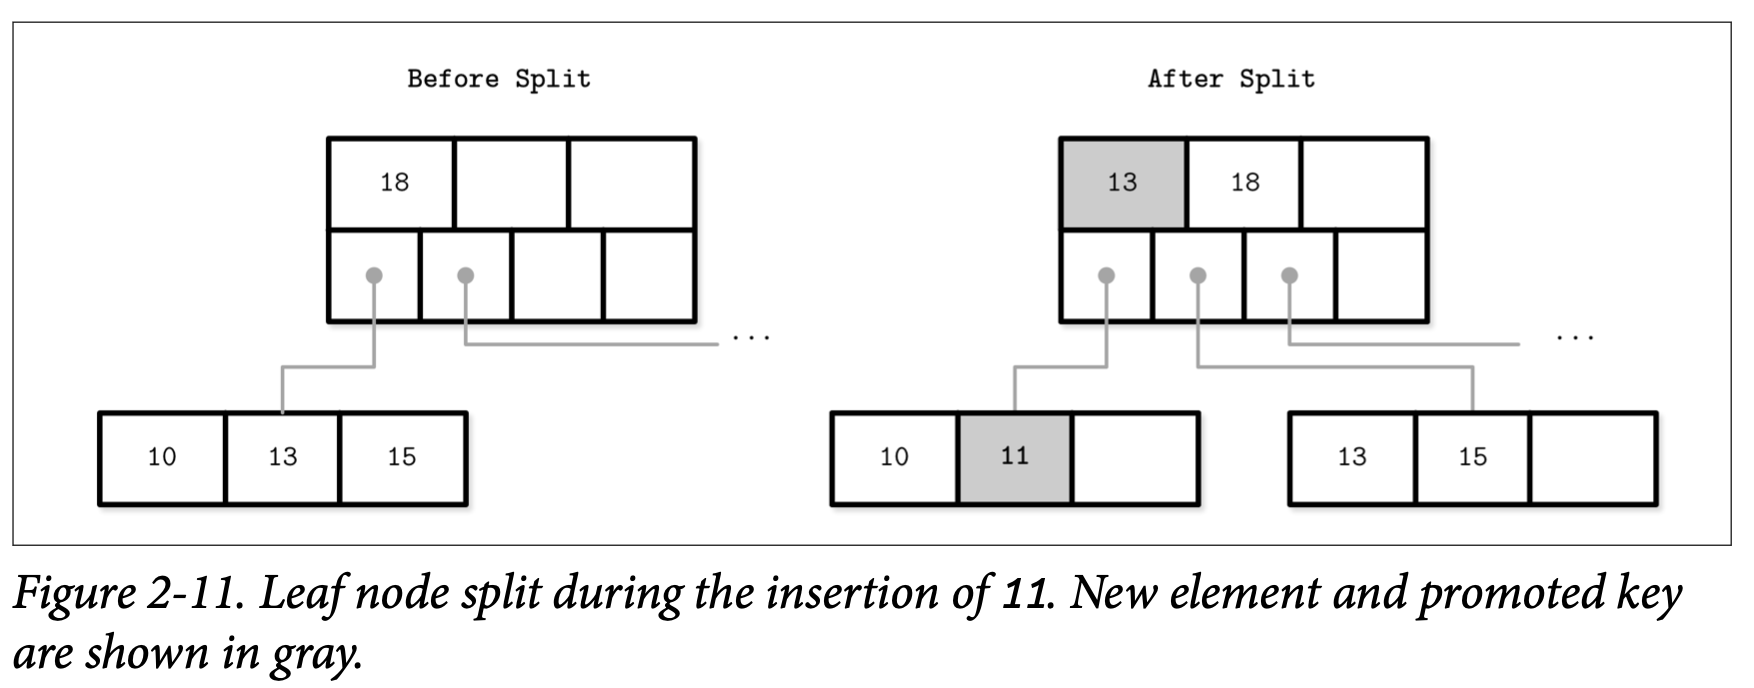 Before Split
After Split
18
13 18
...
...
10 13 15
10 11
13 15
Figure 2-11. Leaf node split during the insertion of 11. New element and promoted key
are shown in gray.